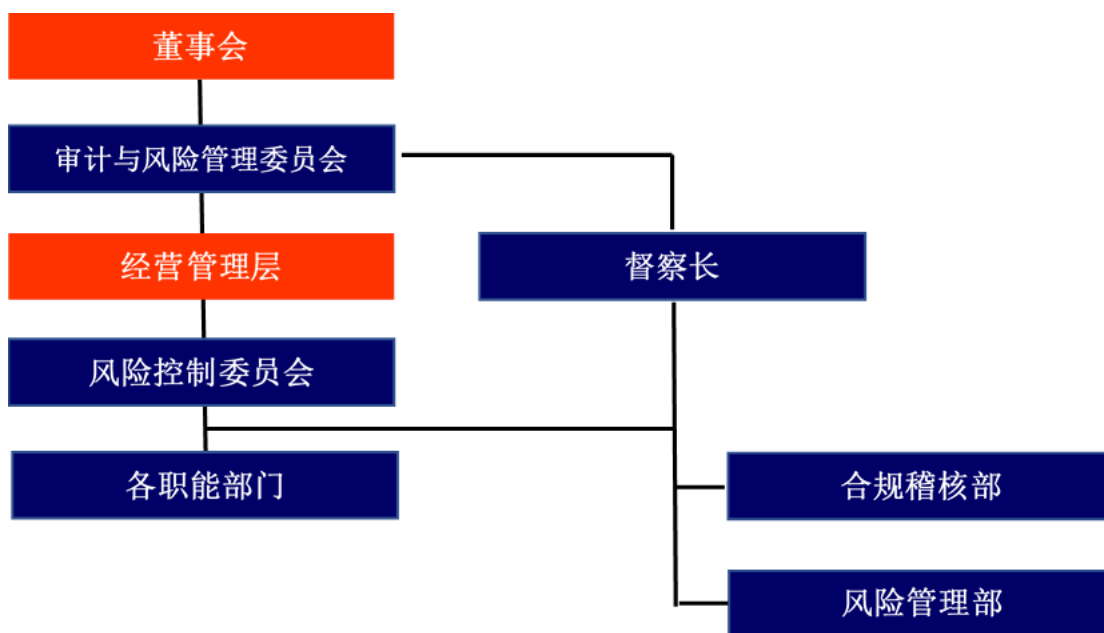 董事会
审计与风险管理委员会
经营管理层
督察长
风险控制委员会
各职能部门
合规稽核部
风险管理部